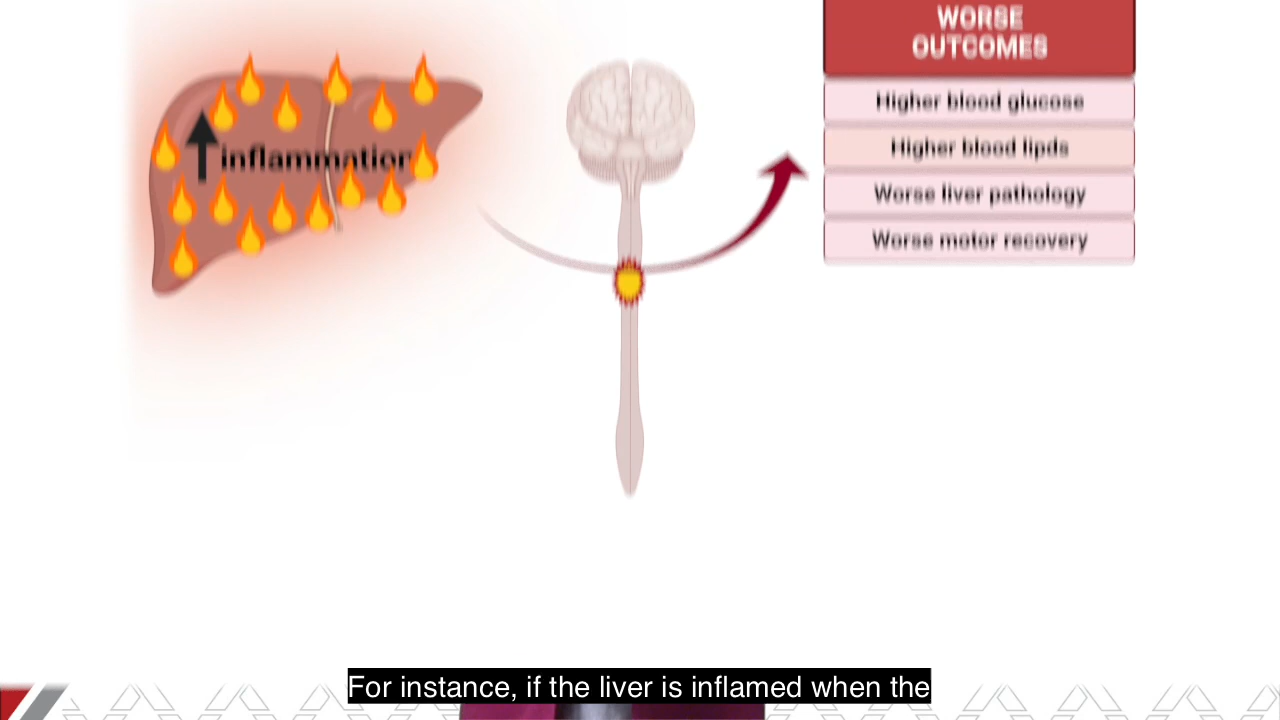 WORSE
OUTCOMES
Higher blood glucose
Higher blood lipds
Worse liver pathology
Worse motor recovery
inflammation
For instance, if the liver is inflamed when the